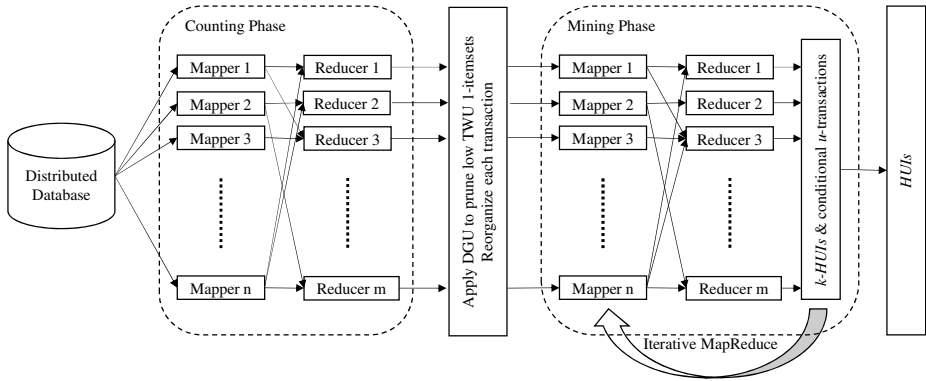 Counting Phase
Mining Phase
Distributed
Database
Mapper 1
Mapper 2
Mapper 3
Mapper n
Reducer 1
Reducer 2
Reducer 3
Reducer m
Apply DGU to prune low TWU 1-itemsets
Reorganize each transaction
Mapper 1
Mapper 2
Mapper 3
Mapper n
Reducer 1
Reducer 2
Reducer 3
Reducer m
k-HUIs & conditional u-transactions
HUIs
Iterative MapReduce